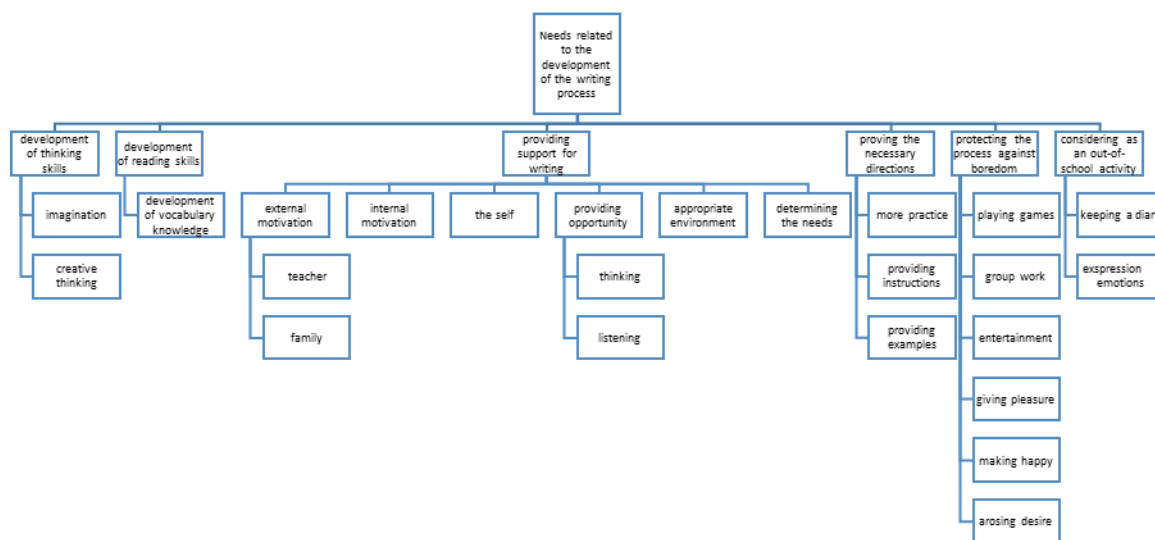 Needs related
to the
development
of the writing
process
development
of thinking
skills
imagination
creative
thinking
development
of reading skills
development
of vocabulary
knowledge
providing
support for
writing
external
motivation
teacher
family
internal
motivation
the self
providing
opportunity
thinking
listening
appropriate
environment
determining
the needs
proving the
necessary
directions
more practice
providing
instructions
providing
examples
protecting the
process against
boredom
playing games
group work
entertainment
giving pleasure
making happy
arosing desire
considering as
an out-of-
school activity
keeping a diar
exspression
emotions